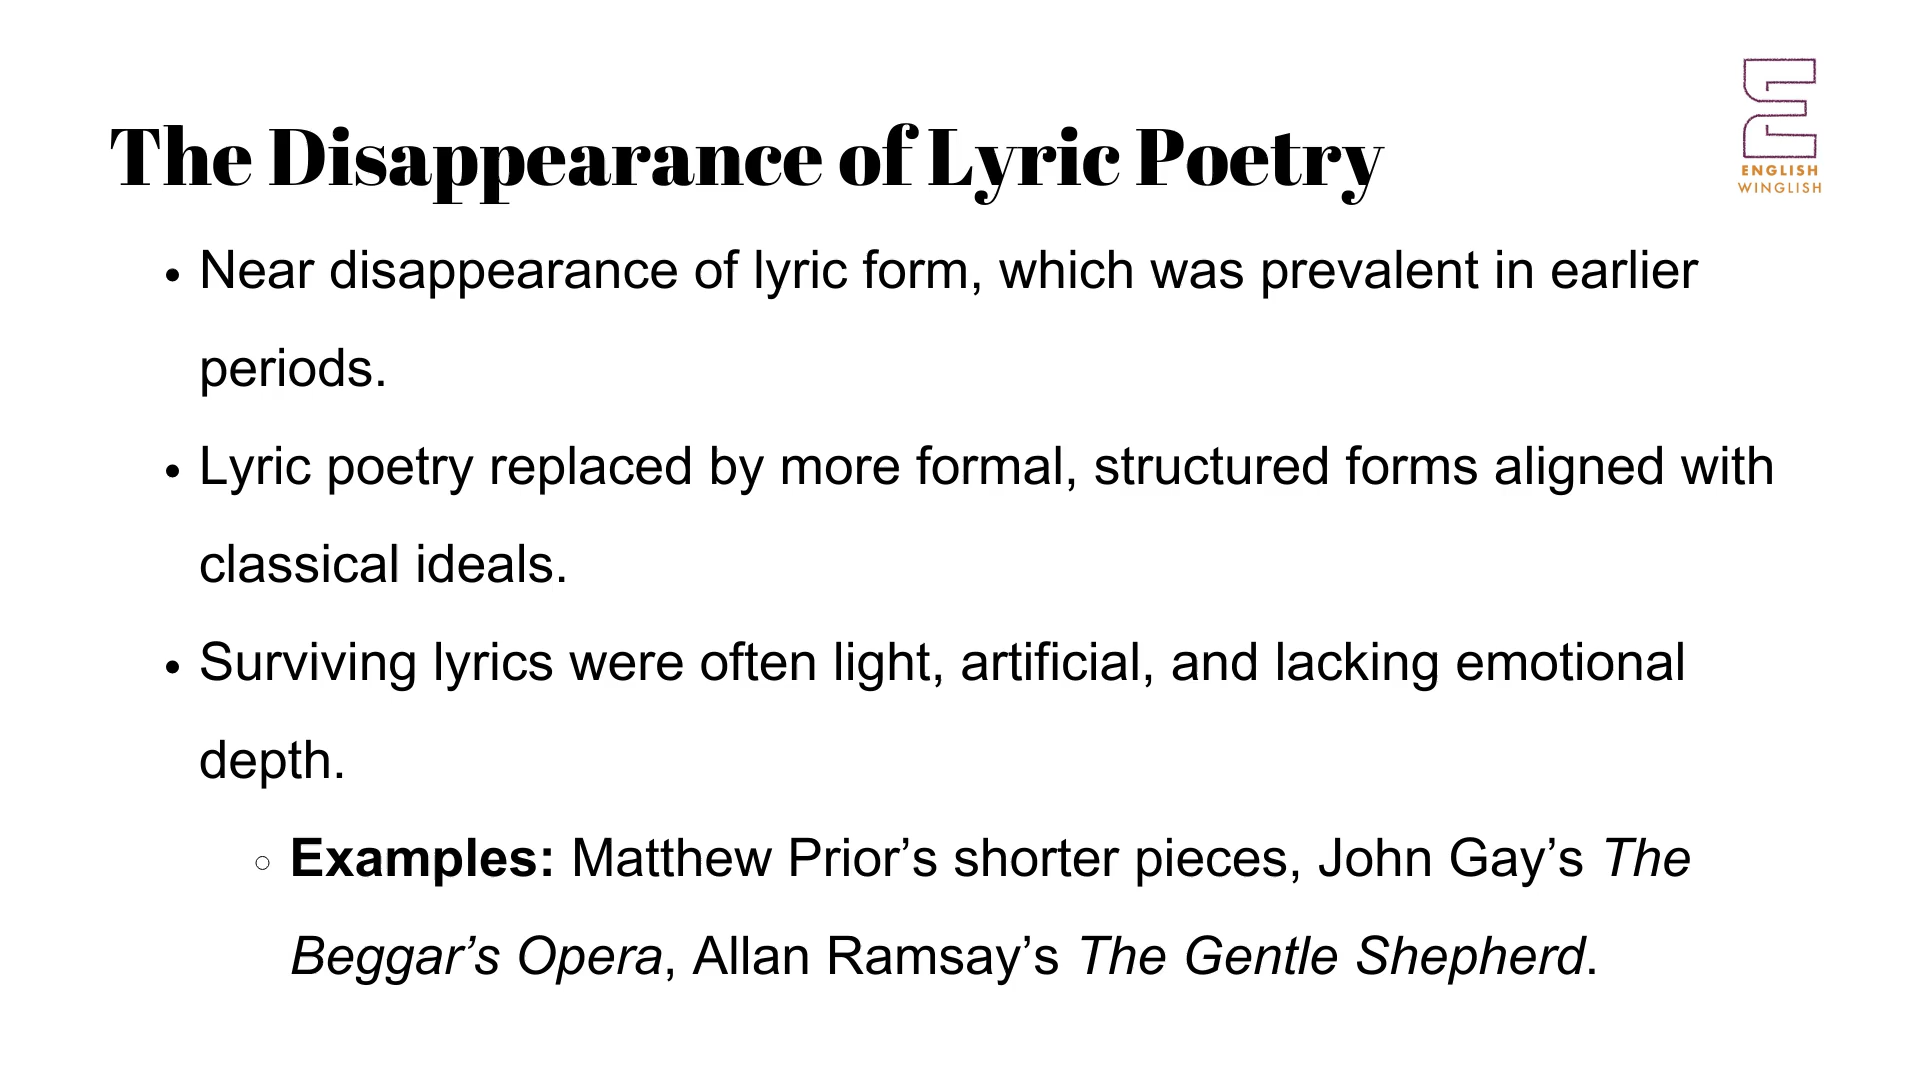 The Disappearance of Lyric Poetry
ENGLISH
WINGLISH
• Near disappearance of lyric form, which was prevalent in earlier
periods.
• Lyric poetry replaced by more formal, structured forms aligned with
classical ideals.
• Surviving lyrics were often light, artificial, and lacking emotional
depth.
○ Examples: Matthew Prior’s shorter pieces, John Gay’s The
Beggar’s Opera, Allan Ramsay’s The Gentle Shepherd.